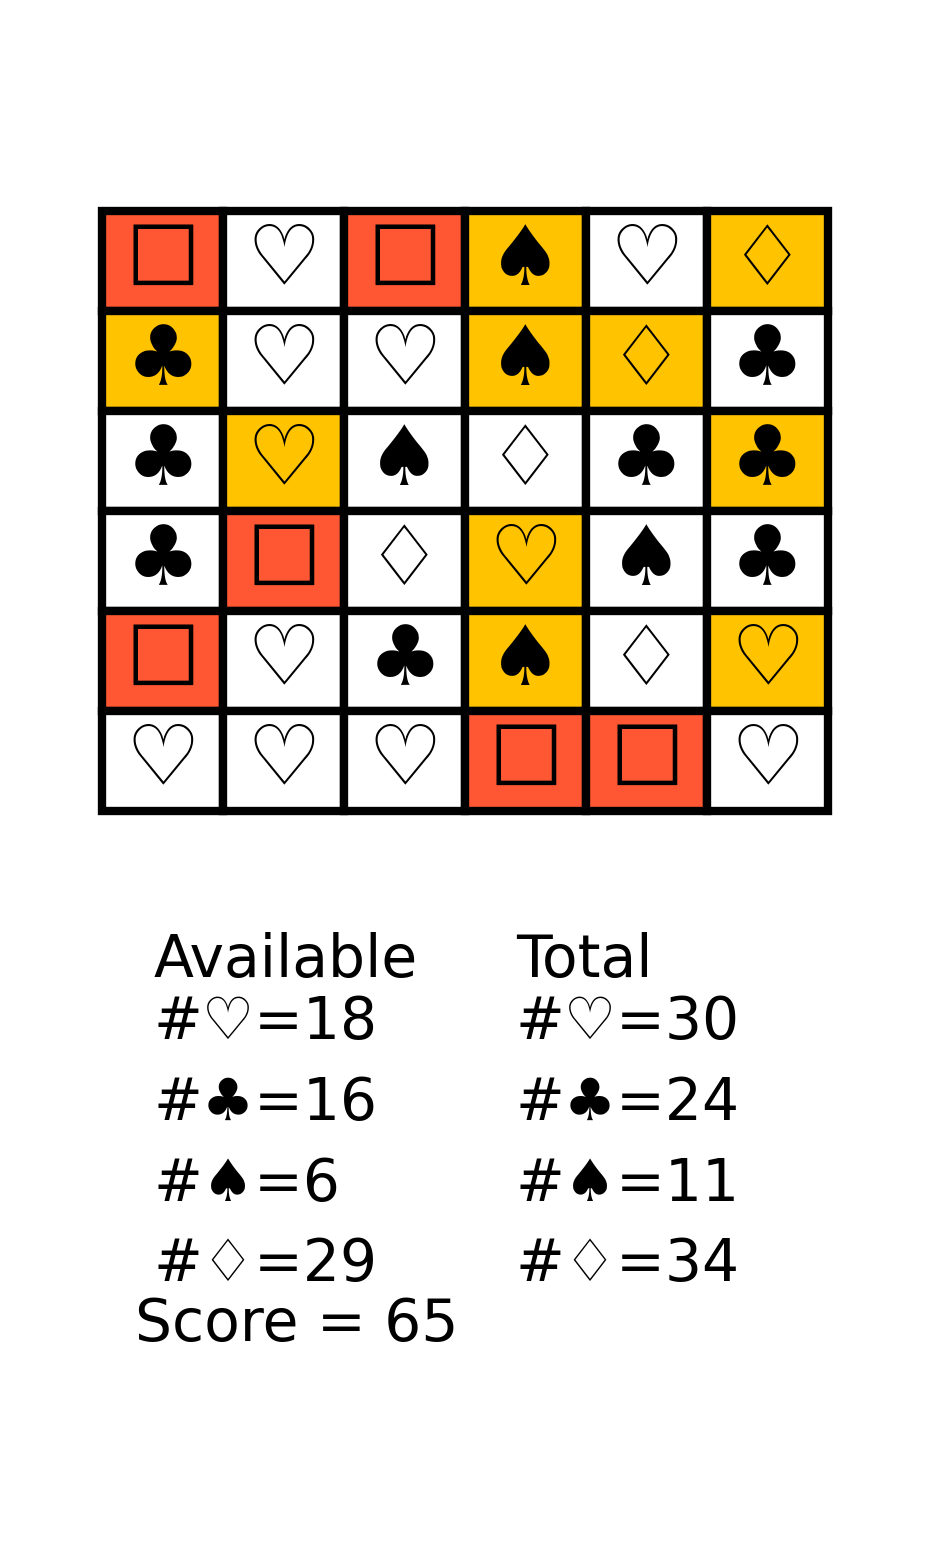 □ ♡ □ ♠ ♡ ♢
♣ ♡ ♡ ♠ ♢ ♣
♣ ♡ ♠ ♢ ♣ ♣
♣ □ ♢ ♡ ♠ ♣
□ ♡ ♣ ♠ ♢ ♡
♡ ♡ ♡ □ □ ♡
Available Total
#♡=18 #♡=30
#♣=16 #♣=24
#♠=6 #♠=11
#♢=29 #♢=34
Score = 65